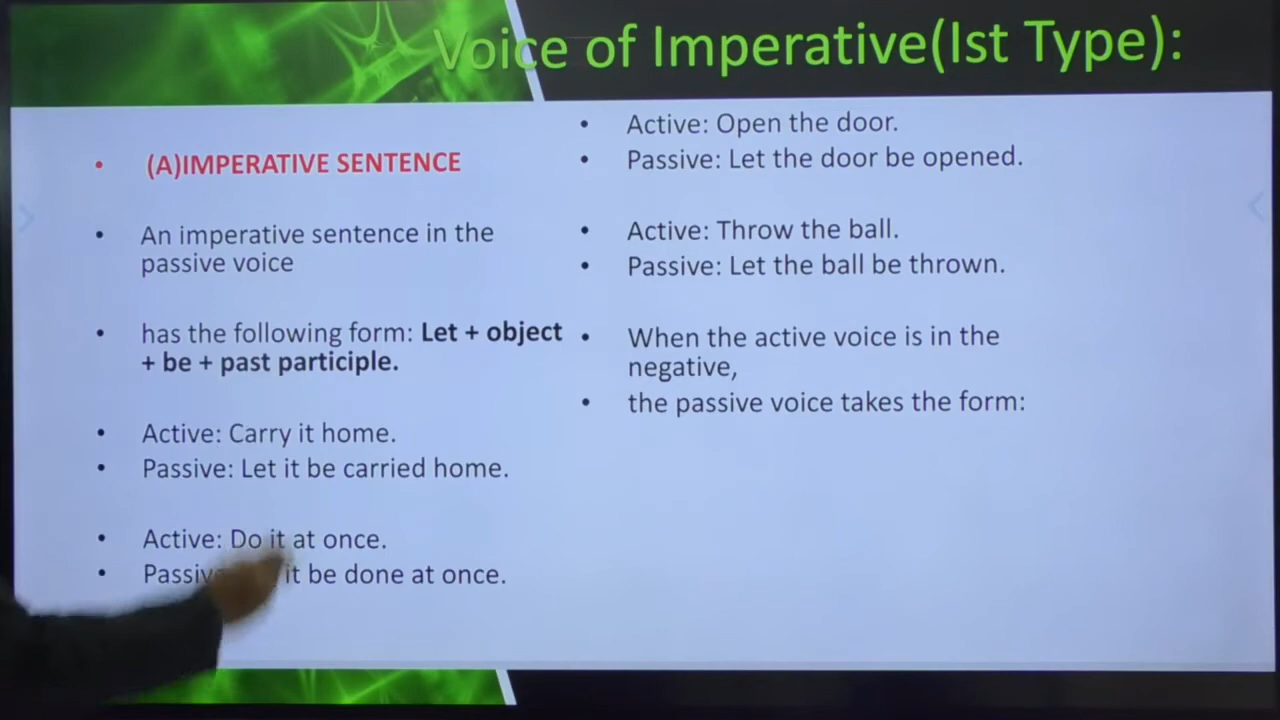 Voice of Imperative(Ist Type):
(A)IMPERATIVE SENTENCE
An imperative sentence in the
passive voice
has the following form: Let + object
+ be + past participle.
Active: Carry it home.
Passive: Let it be carried home.
Active: Do it at once.
it be done at once.
Active: Open the door.
Passive: Let the door be opened.
Active: Throw the ball.
Passive: Let the ball be thrown.
When the active voice is in the
negative,
the passive voice takes the form: